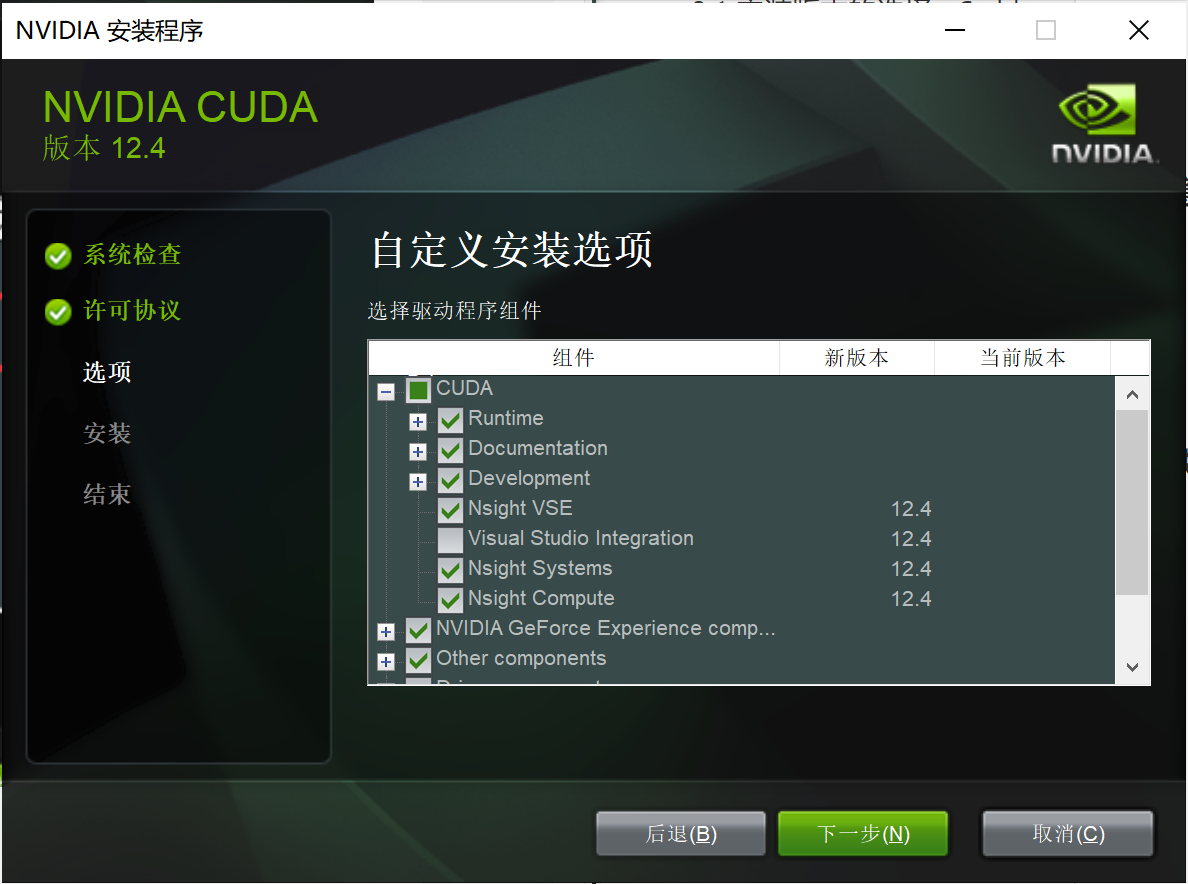 NVIDIA 安装程序
NVIDIA CUDA
版本 12.4
NVIDIA.
系统检查
许可协议
选项
安装
结束
自定义安装选项
选择驱动程序组件
组件 新版本 当前版本
CUDA
Runtime
Documentation
Development
Nsight VSE 12.4
Visual Studio Integration 12.4
Nsight Systems 12.4
Nsight Compute 12.4
NVIDIA GeForce Experience comp...
Other components
后退(B) 下一步(N) 取消(C)